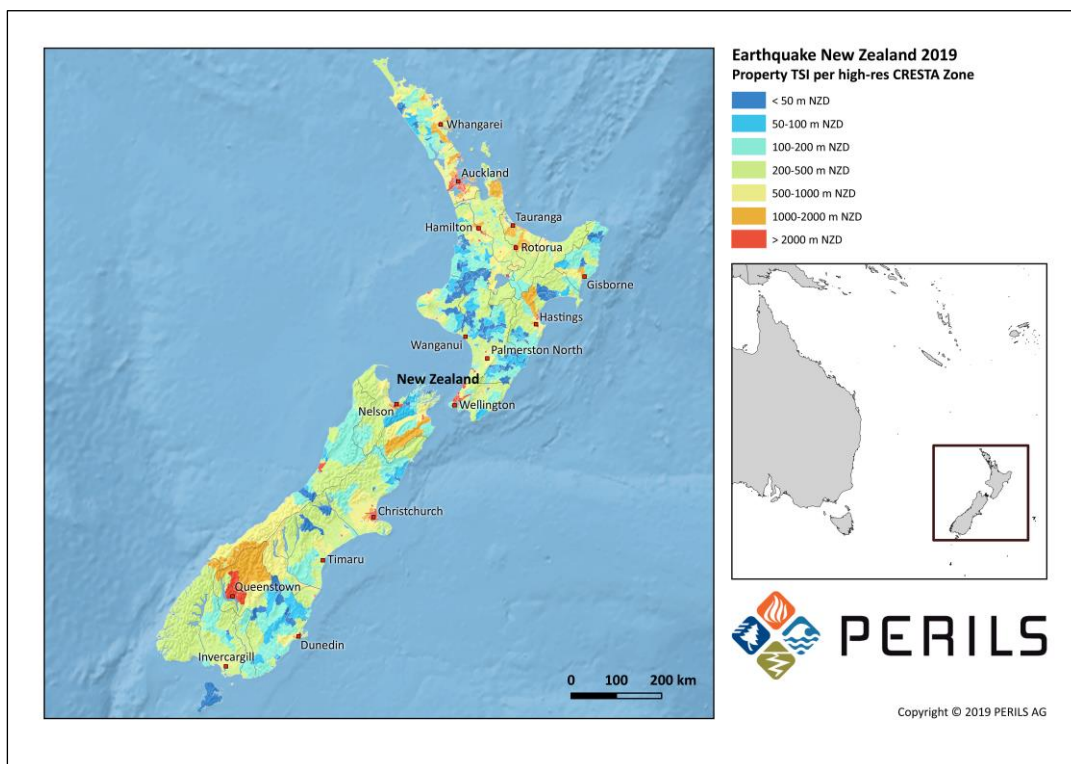 Earthquake New Zealand 2019
Property TSI per high-res CRESTA Zone
< 50 m NZD
50-100 m NZD
100-200 m NZD
200-500 m NZD
500-1000 m NZD
1000-2000 m NZD
> 2000 m NZD
Whangarei
Auckland
Tauranga
Hamilton
Rotorua
Gisborne
Hastings
Wanganui
Palmerston North
New Zealand
Nelson
Wellington
Christchurch
Timaru
Queenstown
Dunedin
Invercargill
0 100 200 km
PERILS
Copyright © 2019 PERILS AG